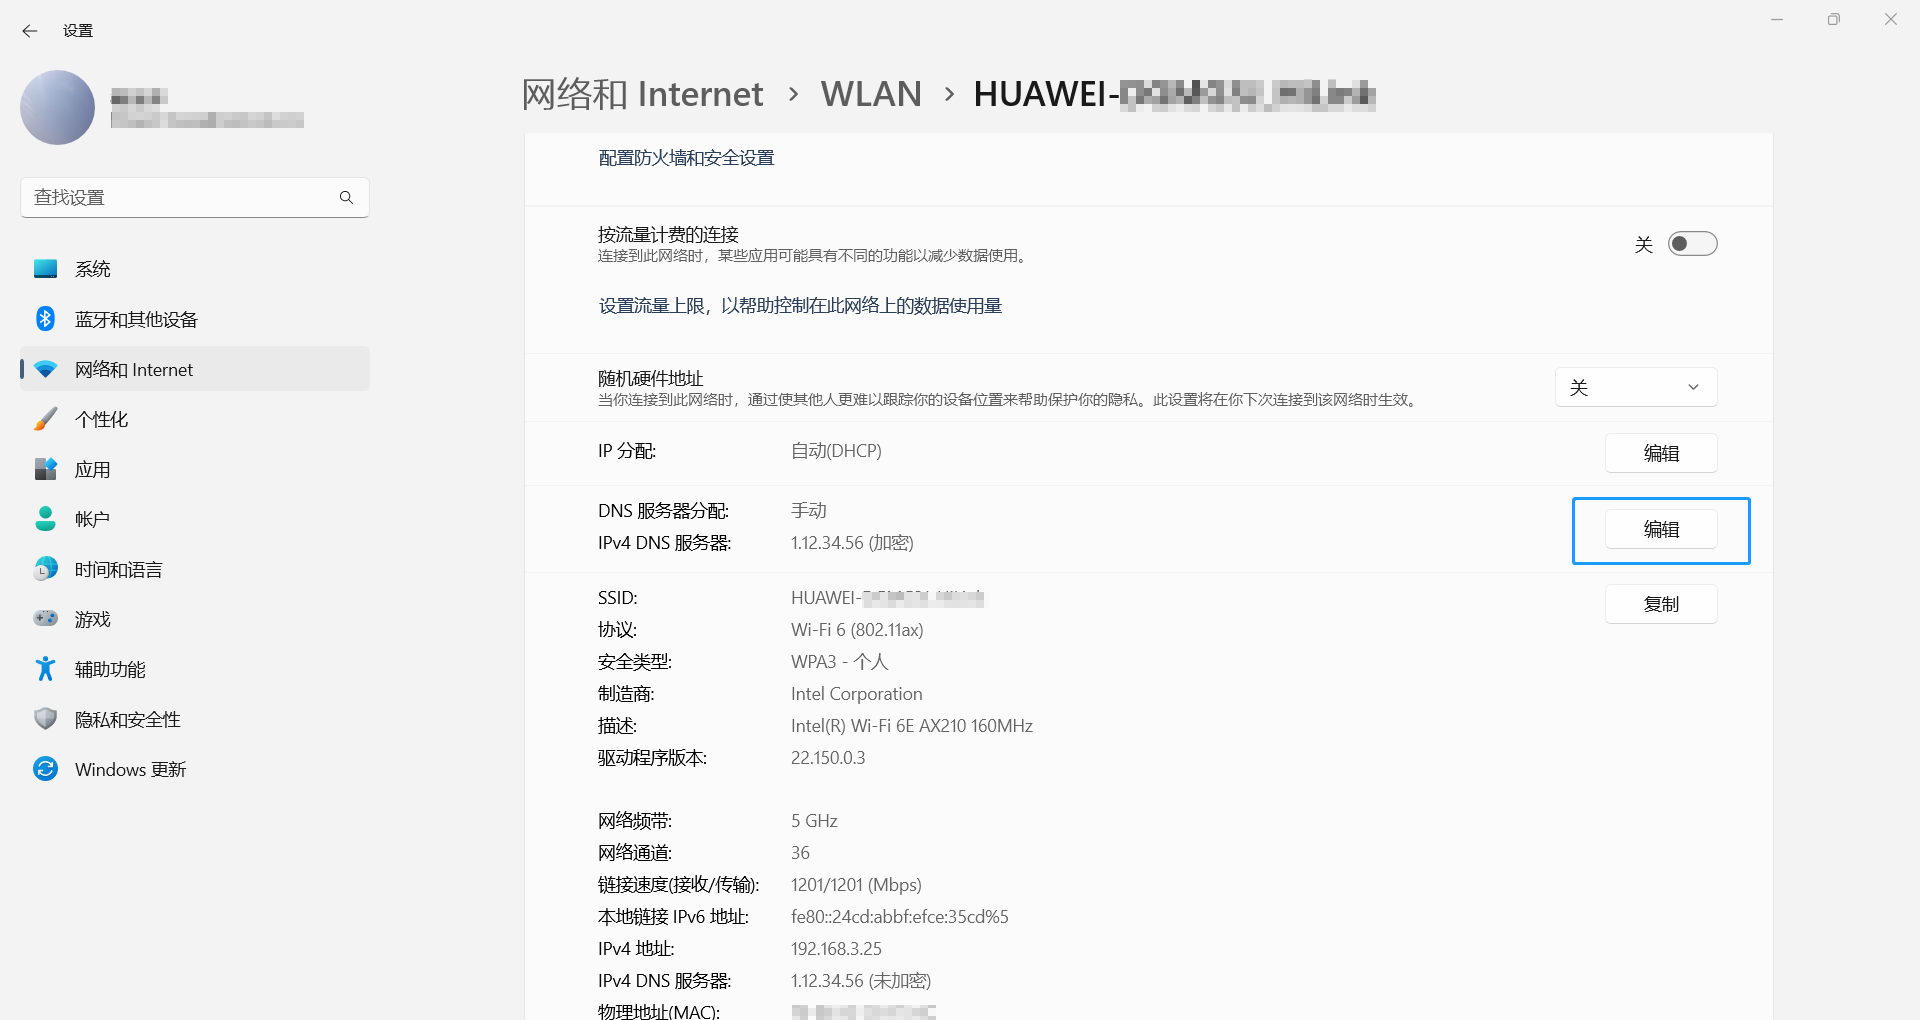 设置
网络和 Internet › WLAN › HUAWEI-
查找设置
系统
蓝牙和其他设备
网络和 Internet
个性化
应用
帐户
时间和语言
游戏
辅助功能
隐私和安全性
Windows 更新
配置防火墙和安全设置
按流量计费的连接
连接到此网络时，某些应用可能具有不同的功能以减少数据使用。
关
设置流量上限，以帮助控制在此网络上的数据使用量
随机硬件地址
当你连接到此网络时，通过使其他人更难以跟踪你的设备位置来帮助保护你的隐私。此设置将在你下次连接到该网络时生效。
关
IP 分配: 自动(DHCP) 编辑
DNS 服务器分配: 手动
IPv4 DNS 服务器: 1.12.34.56 (加密)
编辑
SSID: HUAWEI-
复制
协议: Wi-Fi 6 (802.11ax)
安全类型: WPA3 - 个人
制造商: Intel Corporation
描述: Intel(R) Wi-Fi 6E AX210 160MHz
驱动程序版本: 22.150.0.3
网络频带: 5 GHz
网络通道: 36
链接速度(接收/传输): 1201/1201 (Mbps)
本地链接 IPv6 地址: fe80::24cd:abbf:efce:35cd%5
IPv4 地址: 192.168.3.25
IPv4 DNS 服务器: 1.12.34.56 (未加密)
物理地址(MAC):